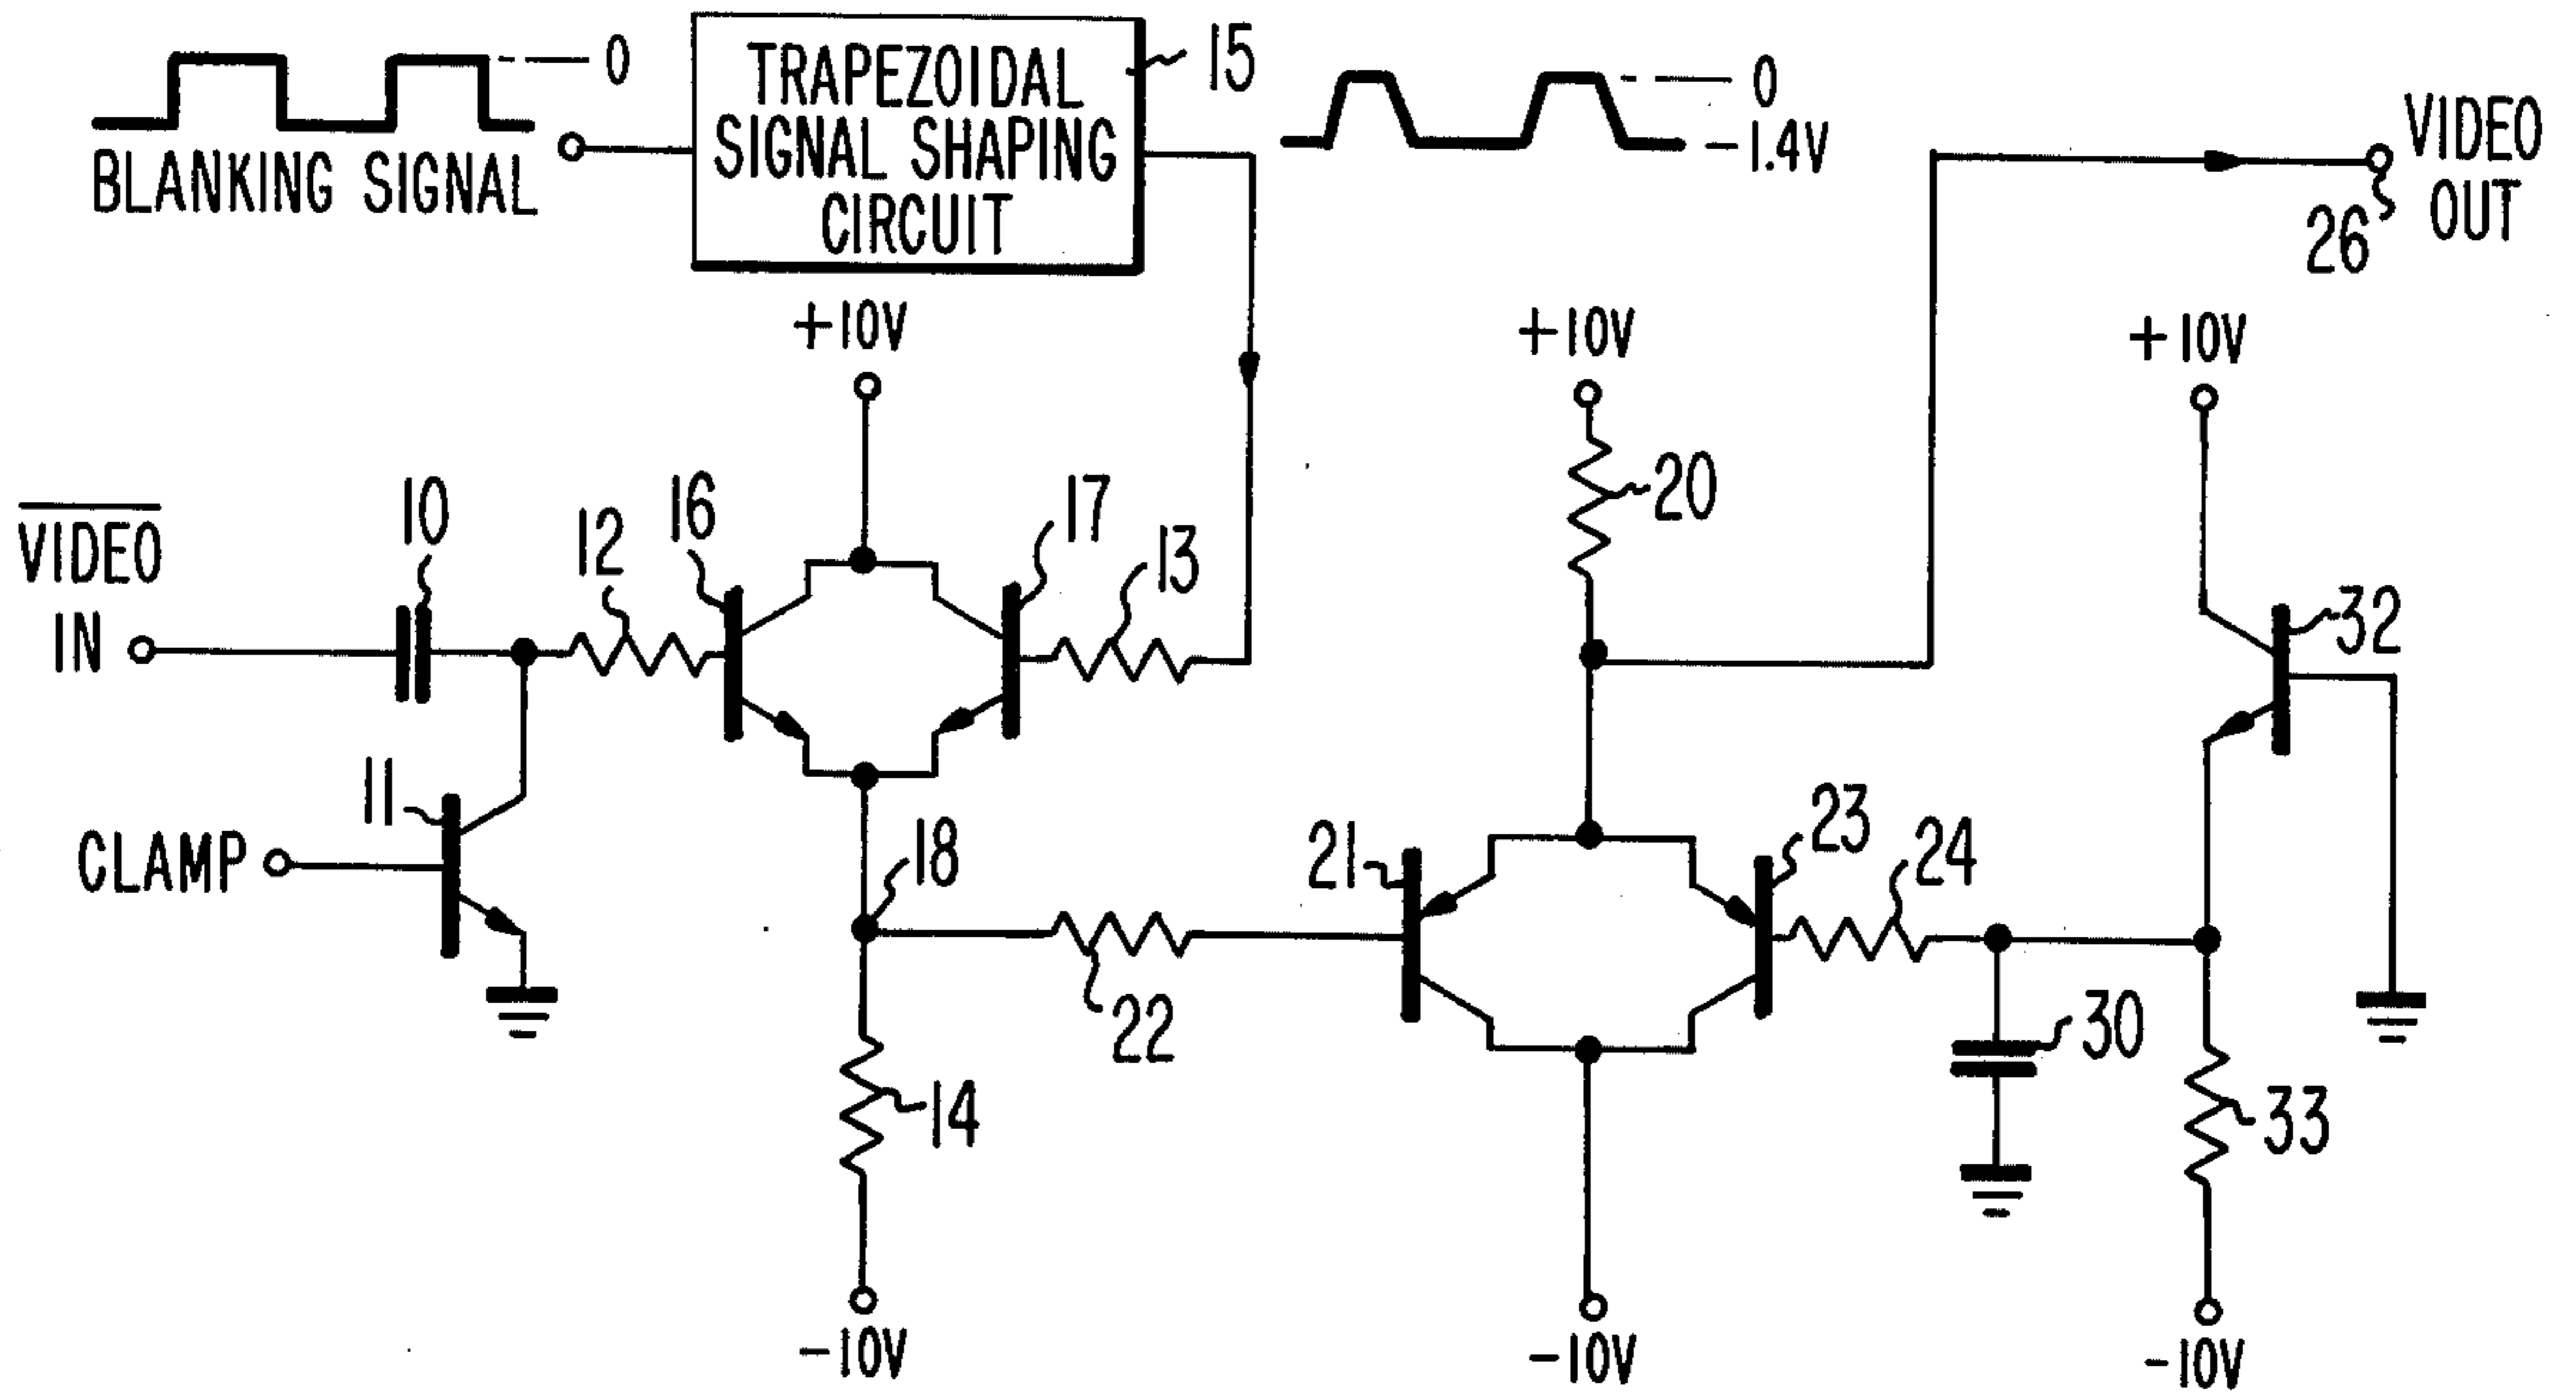 BLANKING SIGNAL
0
TRAPEZOIDAL
SIGNAL SHAPING
CIRCUIT
15
0
-1.4V
VIDEO
OUT
26
+10V
+10V
+10V
VIDEO
IN
10
12
16
17
13
20
32
11
CLAMP
18
21
23
24
22
14
30
33
-10V
-10V
-10V